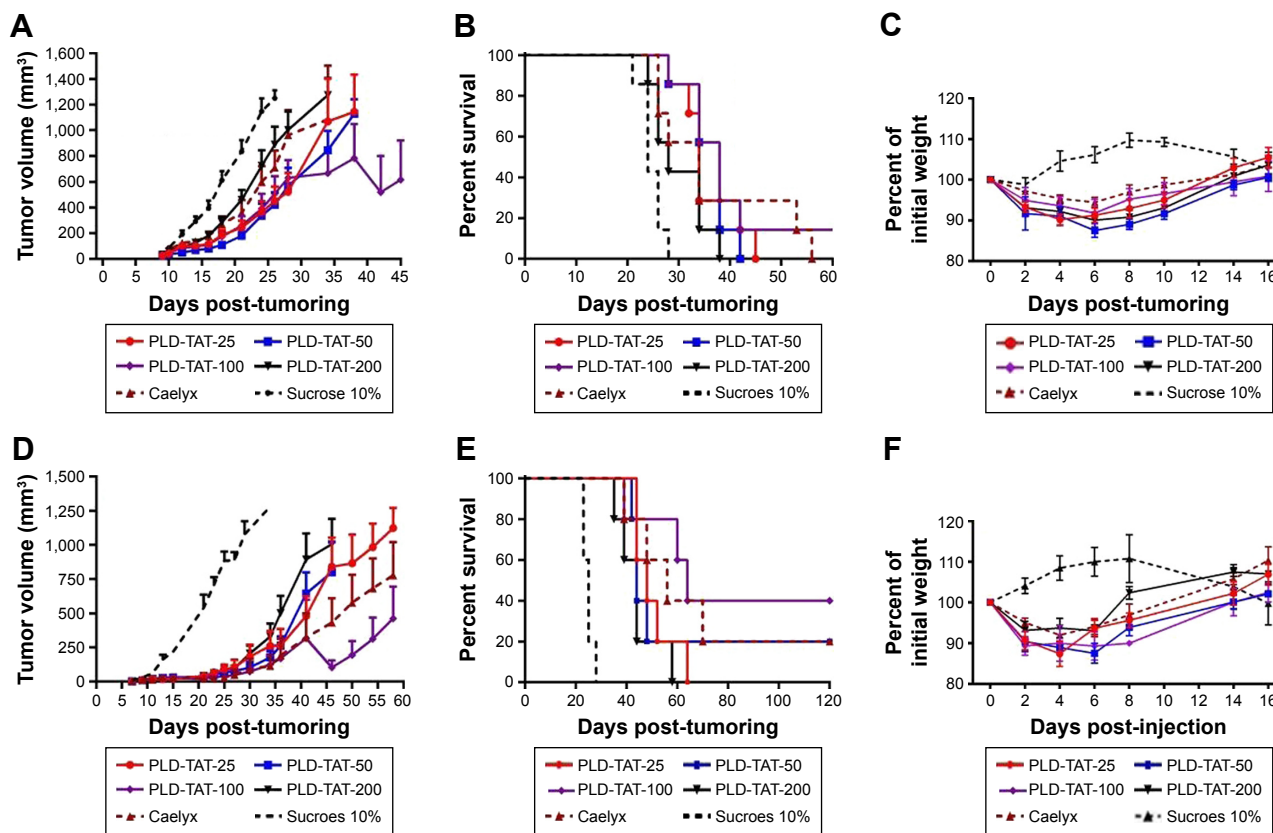 A
Tumor volume (mm³)
1,600
1,400
1,200
1,000
800
600
400
200
0
0 5 10 15 20 25 30 35 40 45
Days post-tumoring
PLD-TAT-25 PLD-TAT-50
PLD-TAT-100 PLD-TAT-200
Caelyx Sucrose 10%
B
Percent survival
100
80
60
40
20
0
0 20 30 40 50 60
Days post-tumoring
PLD-TAT-25 PLD-TAT-50
PLD-TAT-100 PLD-TAT-200
Caelyx Sucroes 10%
C
Percent of
initial weight
120
110
100
90
80
0 2 4 6 8 10 14 16
Days post-tumoring
PLD-TAT-25 PLD-TAT-50
PLD-TAT-100 PLD-TAT-200
Caelyx Sucrose 10%
D
Tumor volume (mm³)
1,500
1,250
1,000
750
500
250
0
0 5 10 15 20 25 30 35 40 45 50 55 60
Days post-tumoring
PLD-TAT-25 PLD-TAT-50
PLD-TAT-100 PLD-TAT-200
Caelyx Sucroes 10%
E
Percent survival
100
80
60
40
20
0
0 20 40 60 80 100 120
Days post-tumoring
PLD-TAT-25 PLD-TAT-50
PLD-TAT-100 PLD-TAT-200
Caelyx Sucroes 10%
F
Percent of
initial weight
120
110
100
90
80
0 2 4 6 8 10 12 14 16
Days post-injection
PLD-TAT-25 PLD-TAT-50
PLD-TAT-100 PLD-TAT-200
Caelyx Sucroes 10%